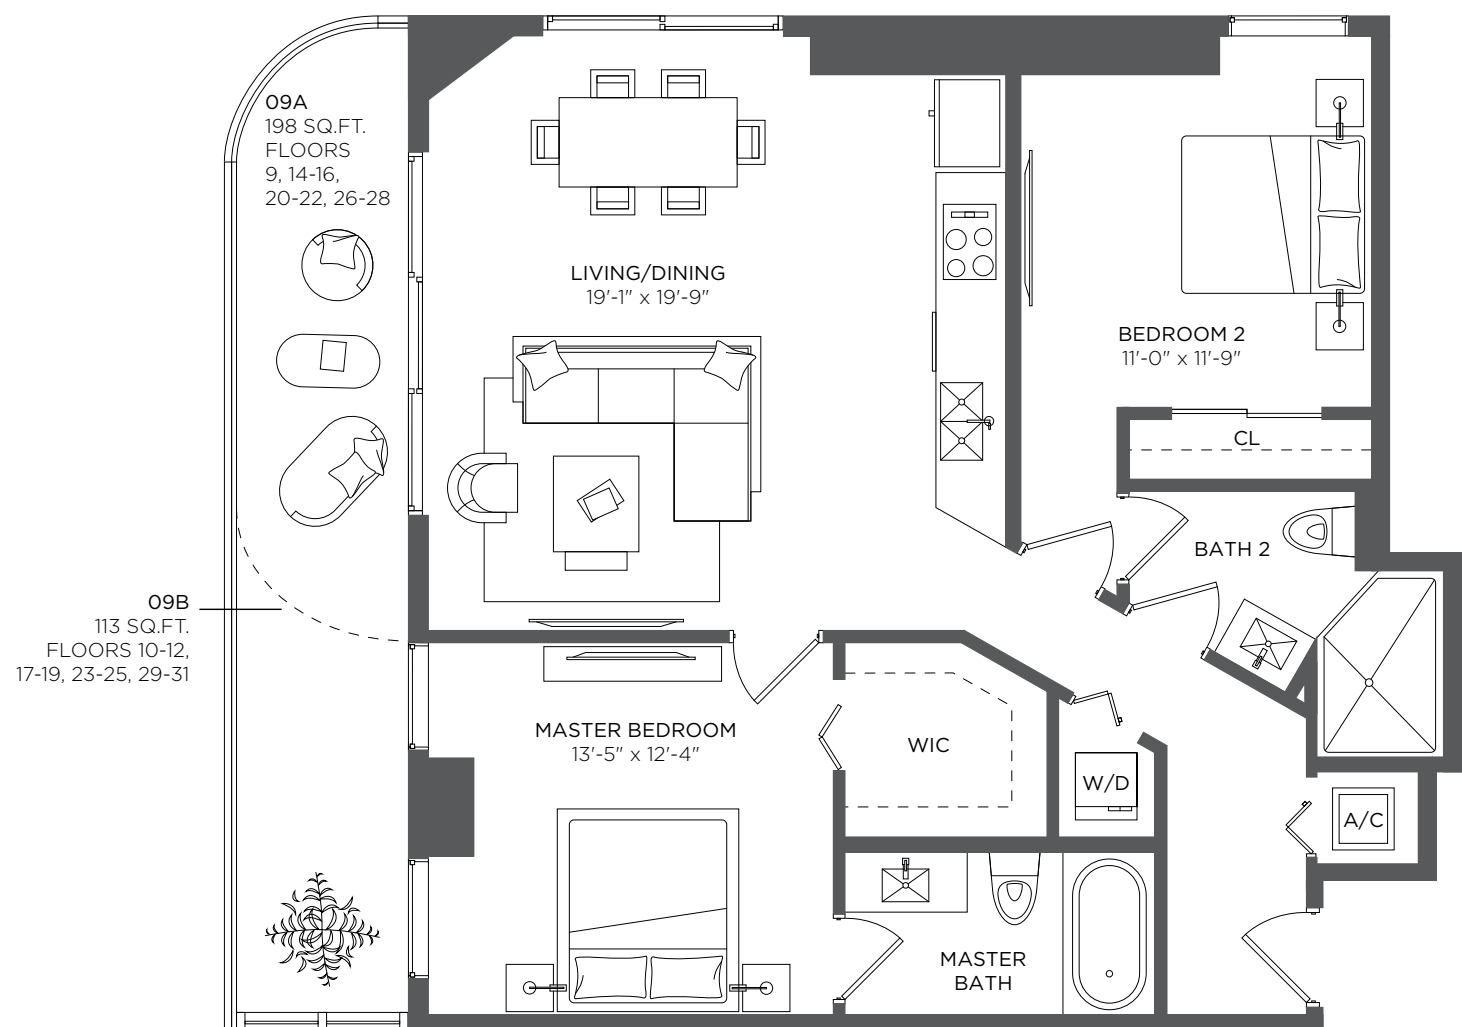 09A
198 SQ.FT.
FLOORS
9, 14-16,
20-22, 26-28
LIVING/DINING
19'-1" x 19'-9"
BEDROOM 2
11'-0" x 11'-9"
CL
BATH 2
09B
113 SQ.FT.
FLOORS 10-12,
17-19, 23-25, 29-31
MASTER BEDROOM
13'-5" x 12'-4"
WIC
W/D
A/C
MASTER
BATH